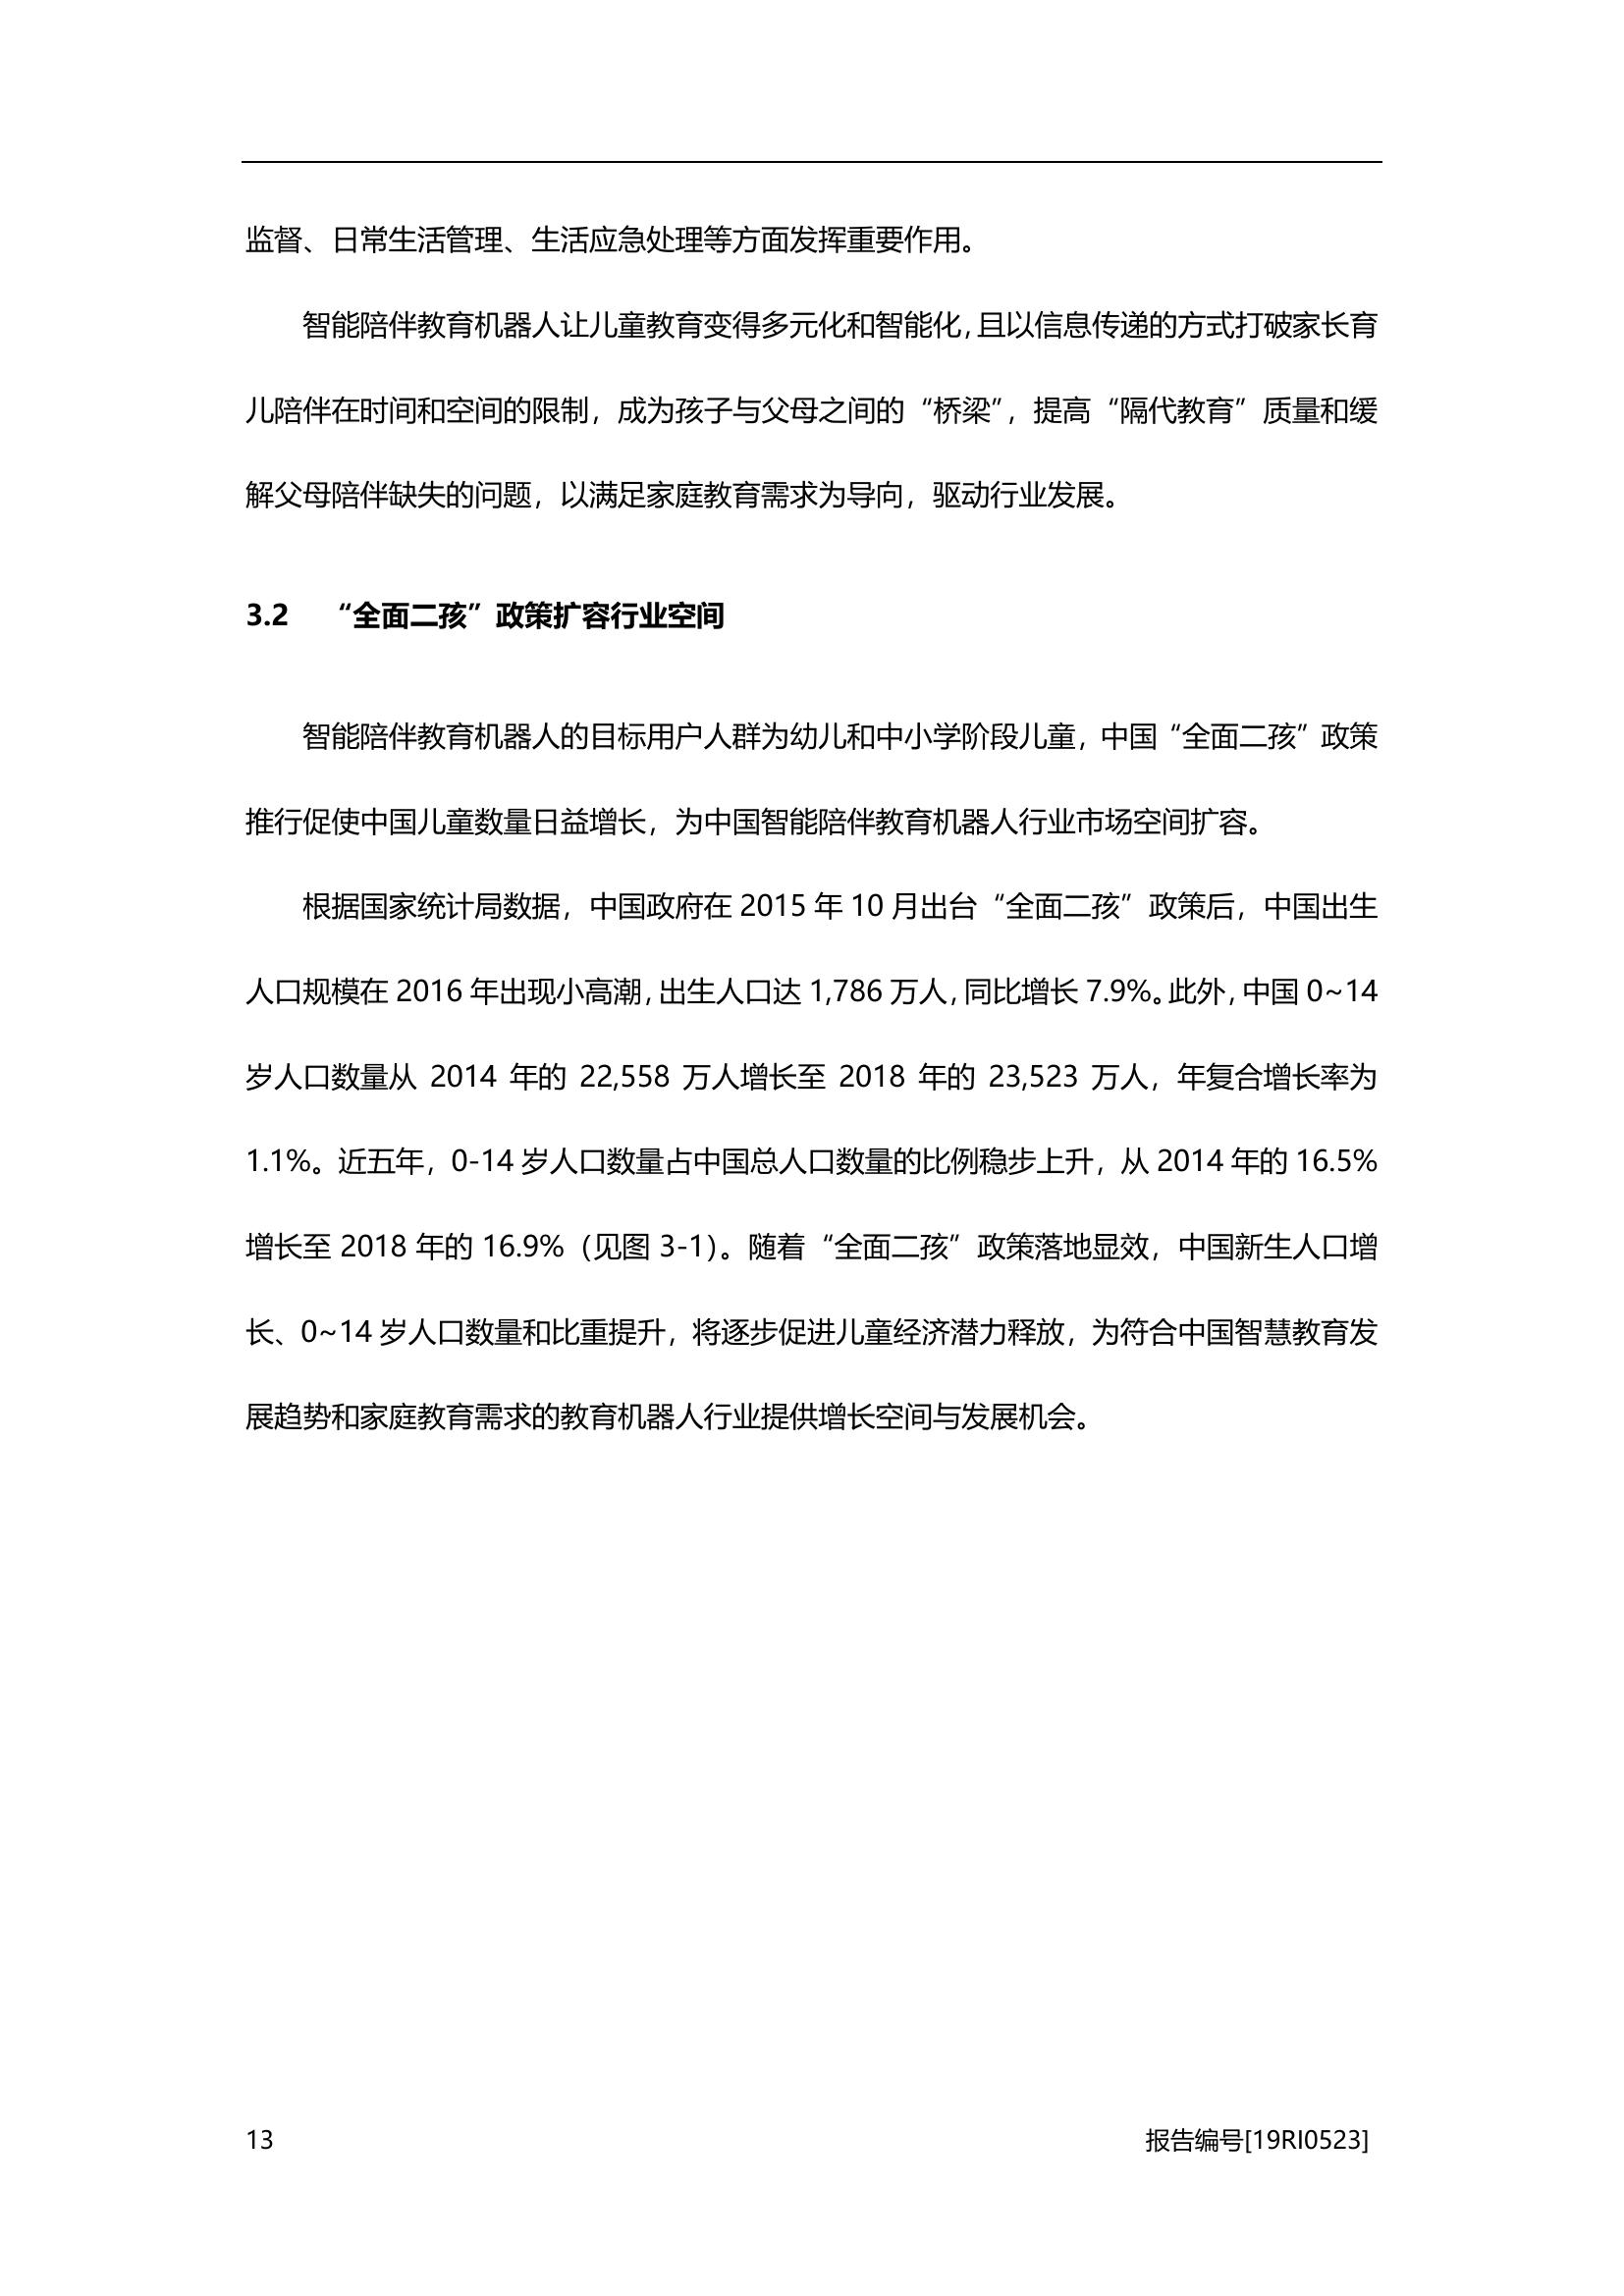 监督、日常生活管理、生活应急处理等方面发挥重要作用。
智能陪伴教育机器人让儿童教育变得多元化和智能化，且以信息传递的方式打破家长育
儿陪伴在时间和空间的限制，成为孩子与父母之间的“桥梁”，提高“隔代教育”质量和缓
解父母陪伴缺失的问题，以满足家庭教育需求为导向，驱动行业发展。
3.2 “全面二孩”政策扩容行业空间
智能陪伴教育机器人的目标用户人群为幼儿和中小学阶段儿童，中国“全面二孩”政策
推行促使中国儿童数量日益增长，为中国智能陪伴教育机器人行业市场空间扩容。
根据国家统计局数据，中国政府在 2015 年 10 月出台“全面二孩”政策后，中国出生
人口规模在 2016 年出现小高潮，出生人口达 1,786 万人，同比增长 7.9%。此外，中国 0~14
岁人口数量从 2014 年的 22,558 万人增长至 2018 年的 23,523 万人，年复合增长率为
1.1%。近五年，0-14 岁人口数量占中国总人口数量的比例稳步上升，从 2014 年的 16.5%
增长至 2018 年的 16.9%（见图 3-1）。随着“全面二孩”政策落地显效，中国新生人口增
长、0~14 岁人口数量和比重提升，将逐步促进儿童经济潜力释放，为符合中国智慧教育发
展趋势和家庭教育需求的教育机器人行业提供增长空间与发展机会。
13 报告编号[19RI0523]